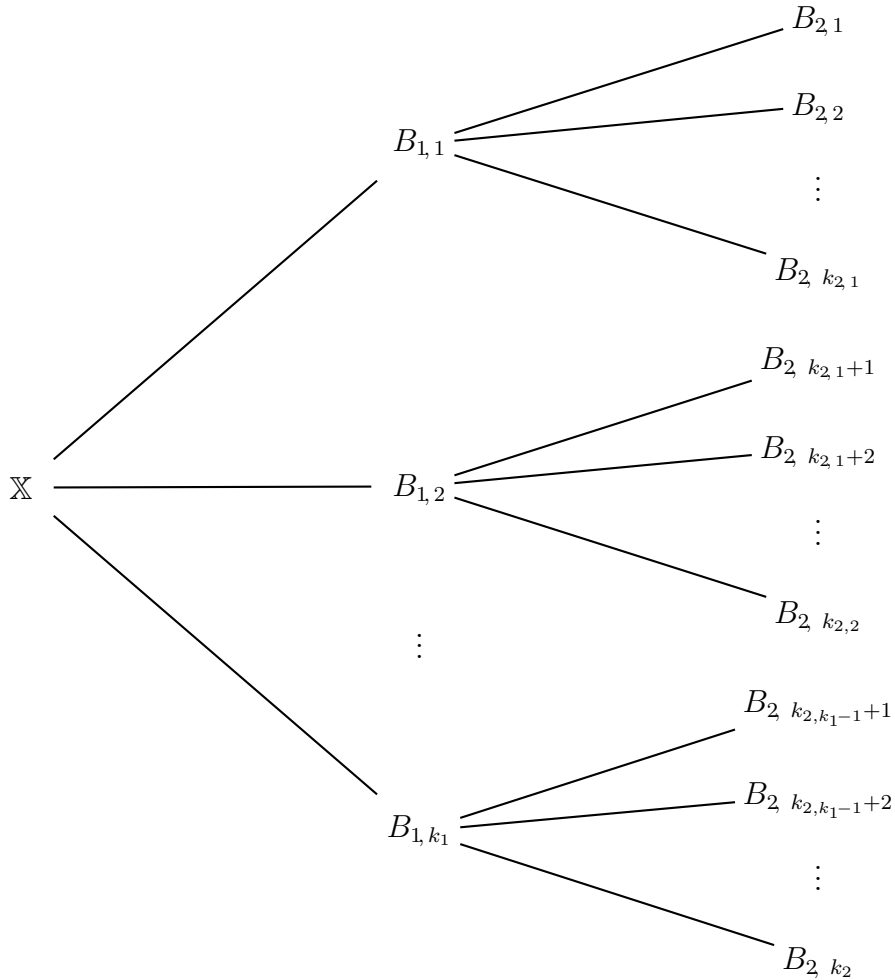 𝕏
B_{1,1}
B_{1,2}
⋮
B_{1,k_1}
B_{2,1}
B_{2,2}
⋮
B_{2, k_{2,1}}
B_{2, k_{2,1}+1}
B_{2, k_{2,1}+2}
⋮
B_{2, k_{2,2}}
B_{2, k_{2,k_1-1}+1}
B_{2, k_{2,k_1-1}+2}
⋮
B_{2, k_2}